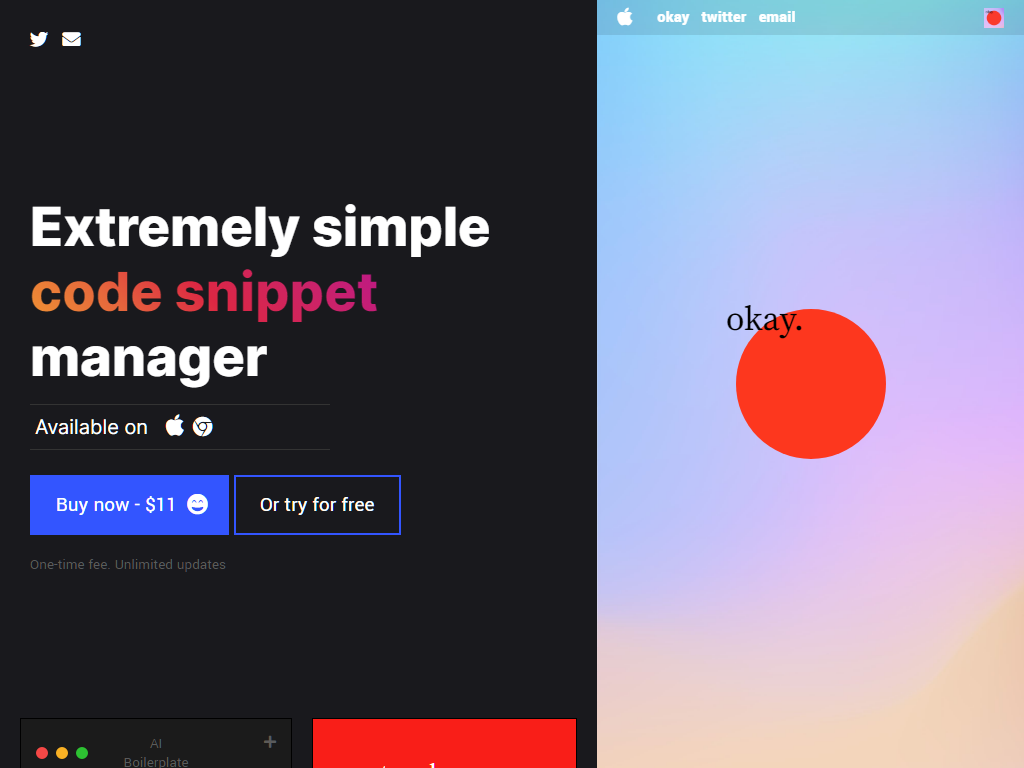 okay twitter email
Extremely simple
code snippet
manager
okay.
Available on
Buy now - $11
Or try for free
One-time fee. Unlimited updates
AI
Boilerplate
+